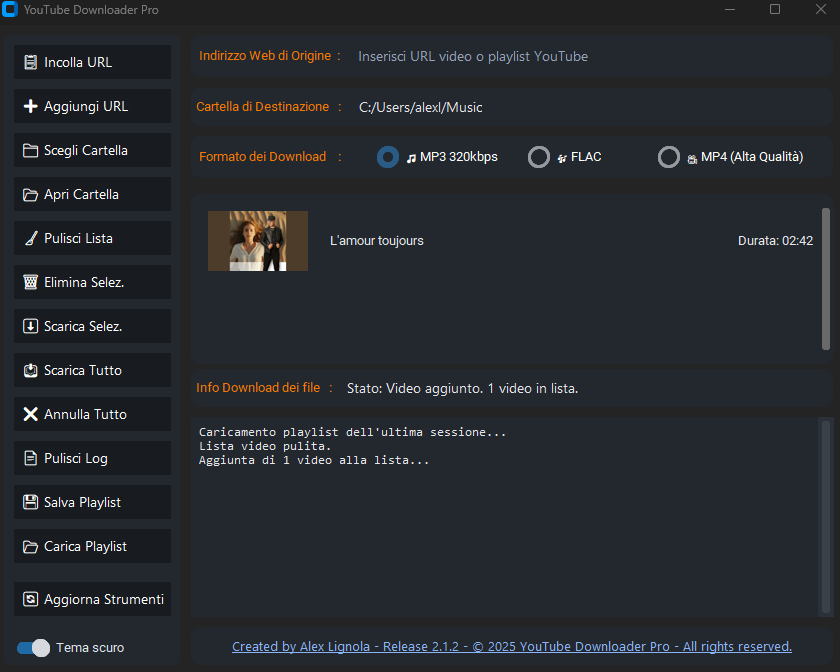 YouTube Downloader Pro
Incolla URL
Aggiungi URL
Scegli Cartella
Apri Cartella
Pulisci Lista
Elimina Selez.
Scarica Selez.
Scarica Tutto
Annulla Tutto
Pulisci Log
Salva Playlist
Carica Playlist
Aggiorna Strumenti
Tema scuro
Indirizzo Web di Origine : Inserisci URL video o playlist YouTube
Cartella di Destinazione : C:/Users/alexl/Music
Formato dei Download : MP3 320kbps FLAC MP4 (Alta Qualità)
L'amour toujours Durata: 02:42
Info Download dei file : Stato: Video aggiunto. 1 video in lista.
Caricamento playlist dell'ultima sessione...
Lista video pulita.
Aggiunta di 1 video alla lista...
Created by Alex Lignola - Release 2.1.2 - © 2025 YouTube Downloader Pro - All rights reserved.